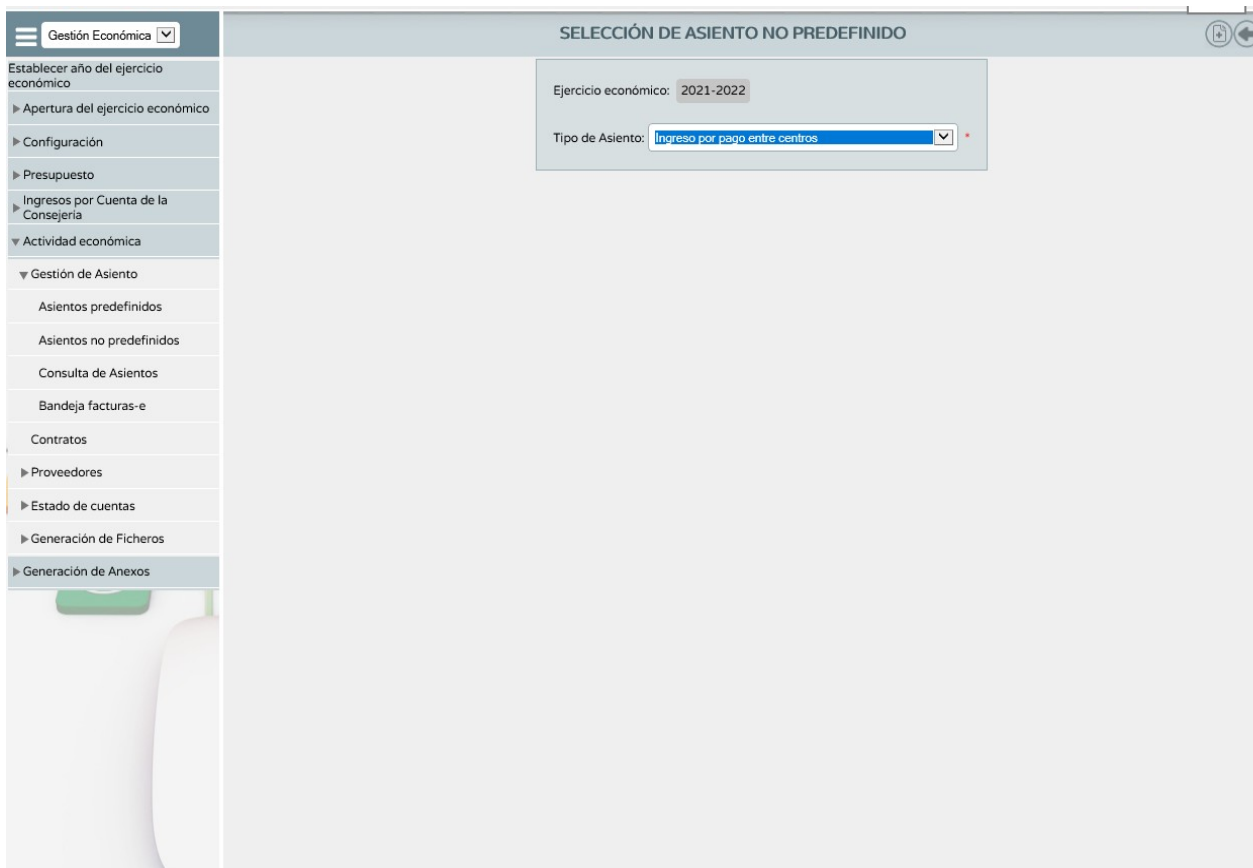 Gestión Económica
SELECCIÓN DE ASIENTO NO PREDEFINIDO
Establecer año del ejercicio
económico
Apertura del ejercicio económico
Configuración
Presupuesto
Ingresos por Cuenta de la
Consejería
Actividad económica
Gestión de Asiento
Asientos predefinidos
Asientos no predefinidos
Consulta de Asientos
Bandeja facturas-e
Contratos
Proveedores
Estado de cuentas
Generación de Ficheros
Generación de Anexos
Ejercicio económico: 2021-2022
Tipo de Asiento: Ingreso por pago entre centros *